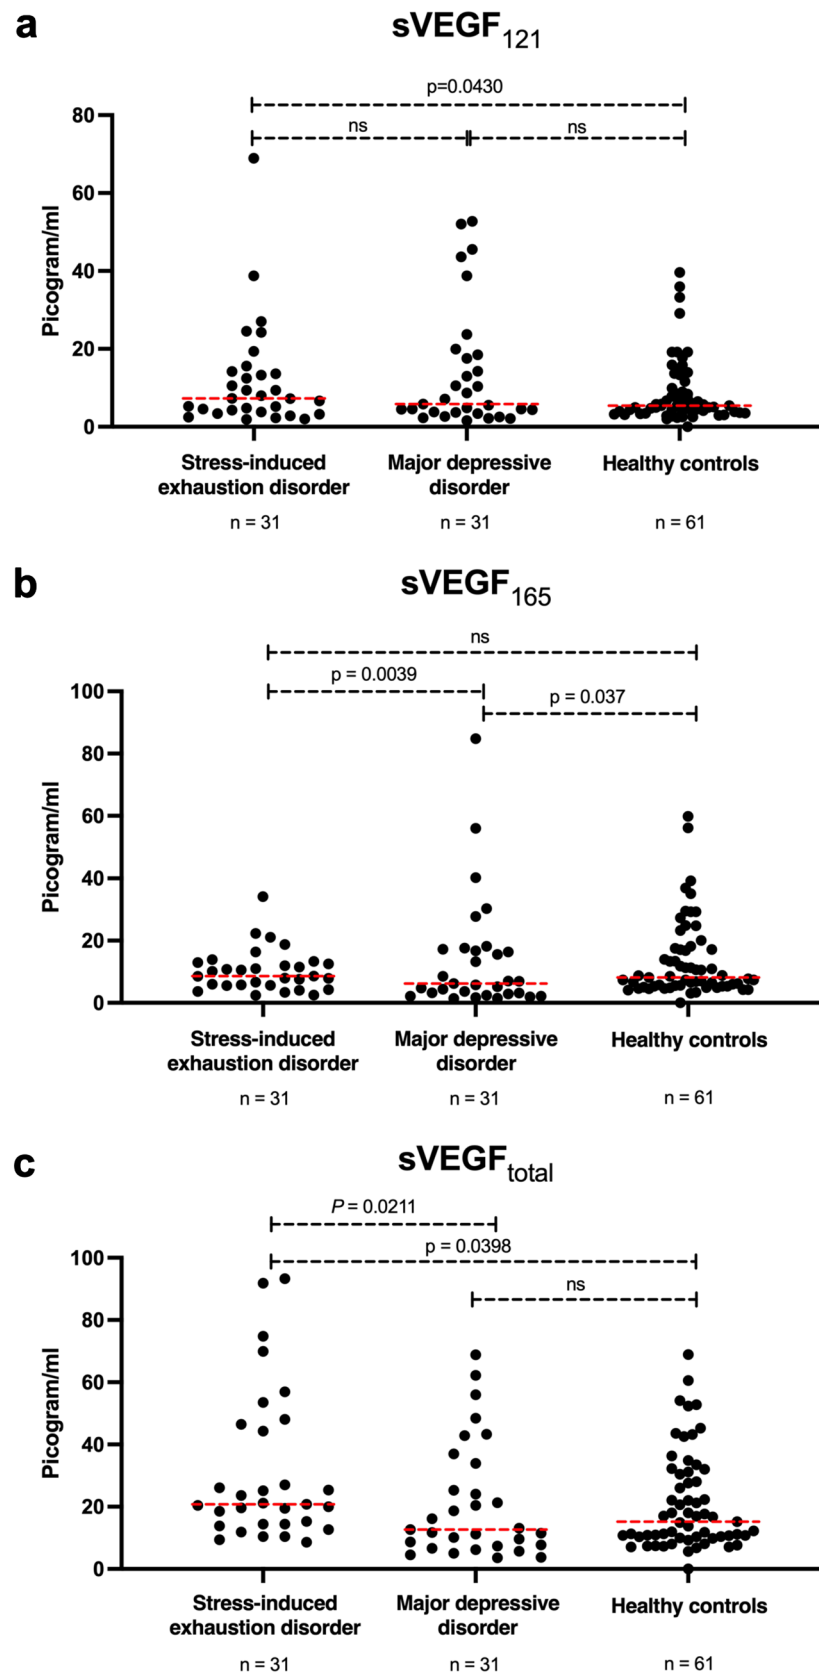 a
sVEGF121
p=0.0430
ns
ns
80
60
40
20
0
Picogram/ml
Stress-induced
exhaustion disorder
Major depressive
disorder
Healthy controls
n = 31
n = 31
n = 61
b
sVEGF165
ns
p = 0.0039
p = 0.037
100
80
60
40
20
0
Picogram/ml
Stress-induced
exhaustion disorder
Major depressive
disorder
Healthy controls
n = 31
n = 31
n = 61
c
sVEGFtotal
P = 0.0211
p = 0.0398
ns
100
80
60
40
20
0
Picogram/ml
Stress-induced
exhaustion disorder
Major depressive
disorder
Healthy controls
n = 31
n = 31
n = 61